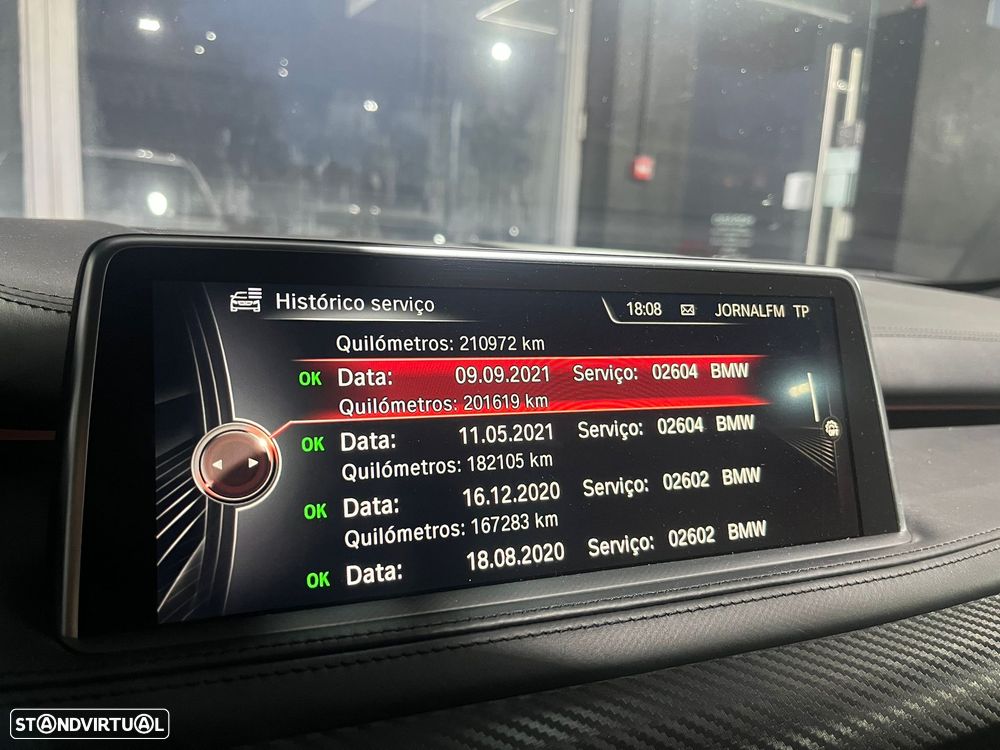 Histórico serviço
18:08 JORNALFM TP
Quilómetros: 210972 km
OK Data: 09.09.2021 Serviço: 02604 BMW
Quilómetros: 201619 km
OK Data: 11.05.2021 Serviço: 02604 BMW
Quilómetros: 182105 km
OK Data: 16.12.2020 Serviço: 02602 BMW
Quilómetros: 167283 km
OK Data: 18.08.2020 Serviço: 02602 BMW
STANDVIRTUAL